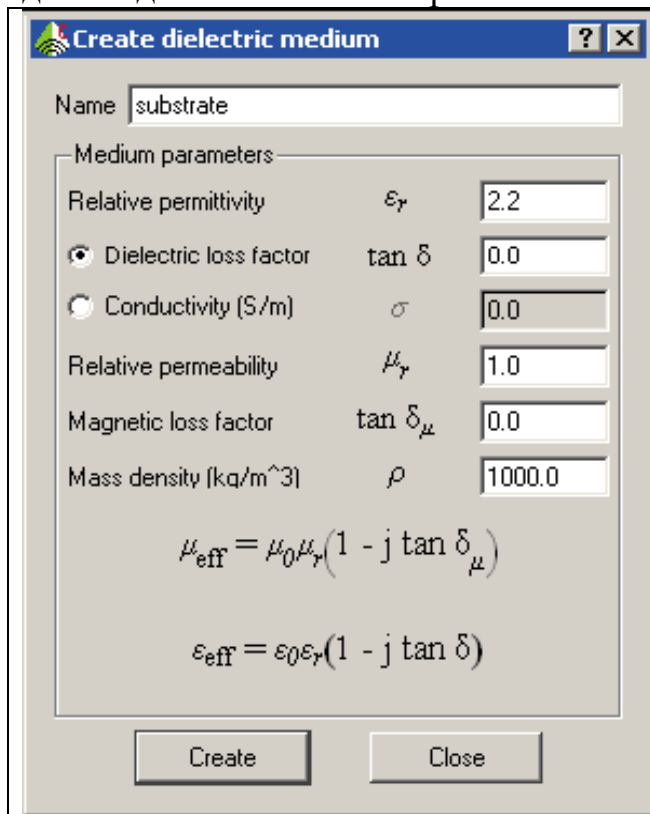 Create dielectric medium
Name substrate
Medium parameters
Relative permittivity εr 2.2
Dielectric loss factor tan δ 0.0
Conductivity (S/m) σ 0.0
Relative permeability μr 1.0
Magnetic loss factor tan δμ 0.0
Mass density (kg/m^3) ρ 1000.0
μeff = μ0μr(1 - j tan δμ)
εeff = ε0εr(1 - j tan δ)
Create Close